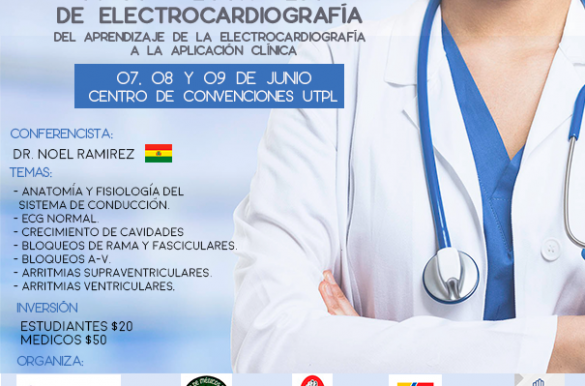 DE ELECTROCARDIOGRAFÍA
DEL APRENDIZAJE DE LA ELECTROCARDIOGRAFÍA
A LA APLICACIÓN CLÍNICA
07, 08 Y 09 DE JUNIO
CENTRO DE CONVENCIONES UTPL
CONFERENCISTA:
DR. NOEL RAMIREZ
TEMAS:
- ANATOMÍA Y FISIOLOGÍA DEL
SISTEMA DE CONDUCCIÓN.
- ECG NORMAL.
- CRECIMIENTO DE CAVIDADES
- BLOQUEOS DE RAMA Y FASCICULARES.
- BLOQUEOS A-V.
- ARRITMIAS SUPRAVENTRICULARES.
- ARRITMIAS VENTRICULARES.
INVERSIÓN
ESTUDIANTES $20
MEDICOS $50
ORGANIZA: